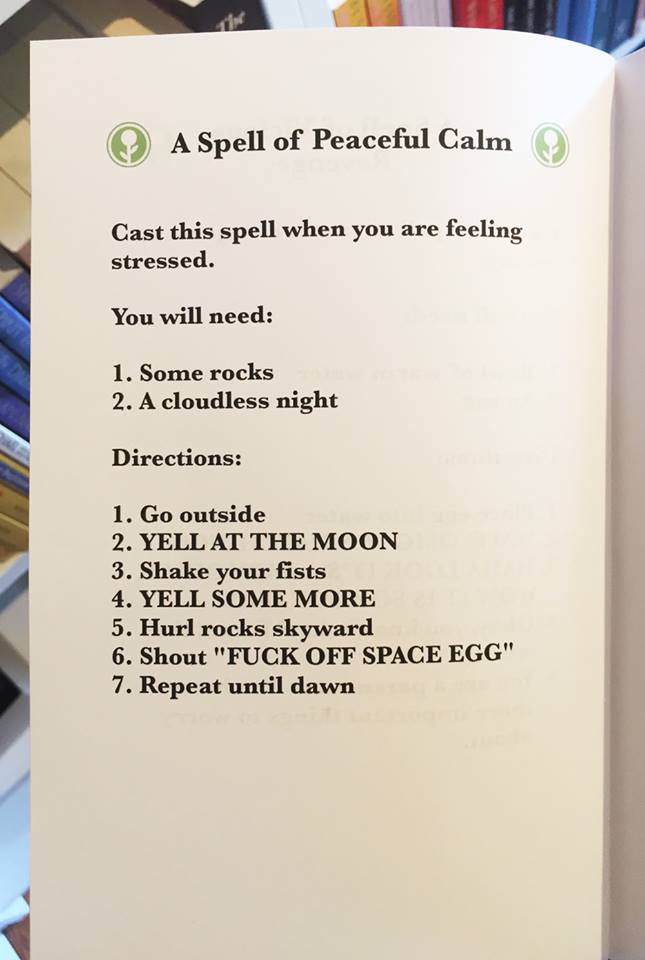 The
A Spell of Peaceful Calm
Cast this spell when you are feeling
stressed.
You will need:
1. Some rocks
2. A cloudless night
Directions:
1. Go outside
2. YELL AT THE MOON
3. Shake your fists
4. YELL SOME MORE
5. Hurl rocks skyward
6. Shout "FUCK OFF SPACE EGG"
7. Repeat until dawn